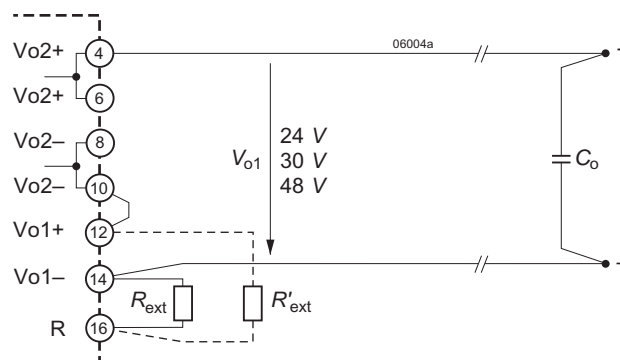 06004a
Vo2+ 4
Vo2+ 6
Vo2– 8
Vo2– 10
Vo1+ 12
Vo1– 14
R 16
Vo1
24 V
30 V
48 V
Co
Rext
R'ext